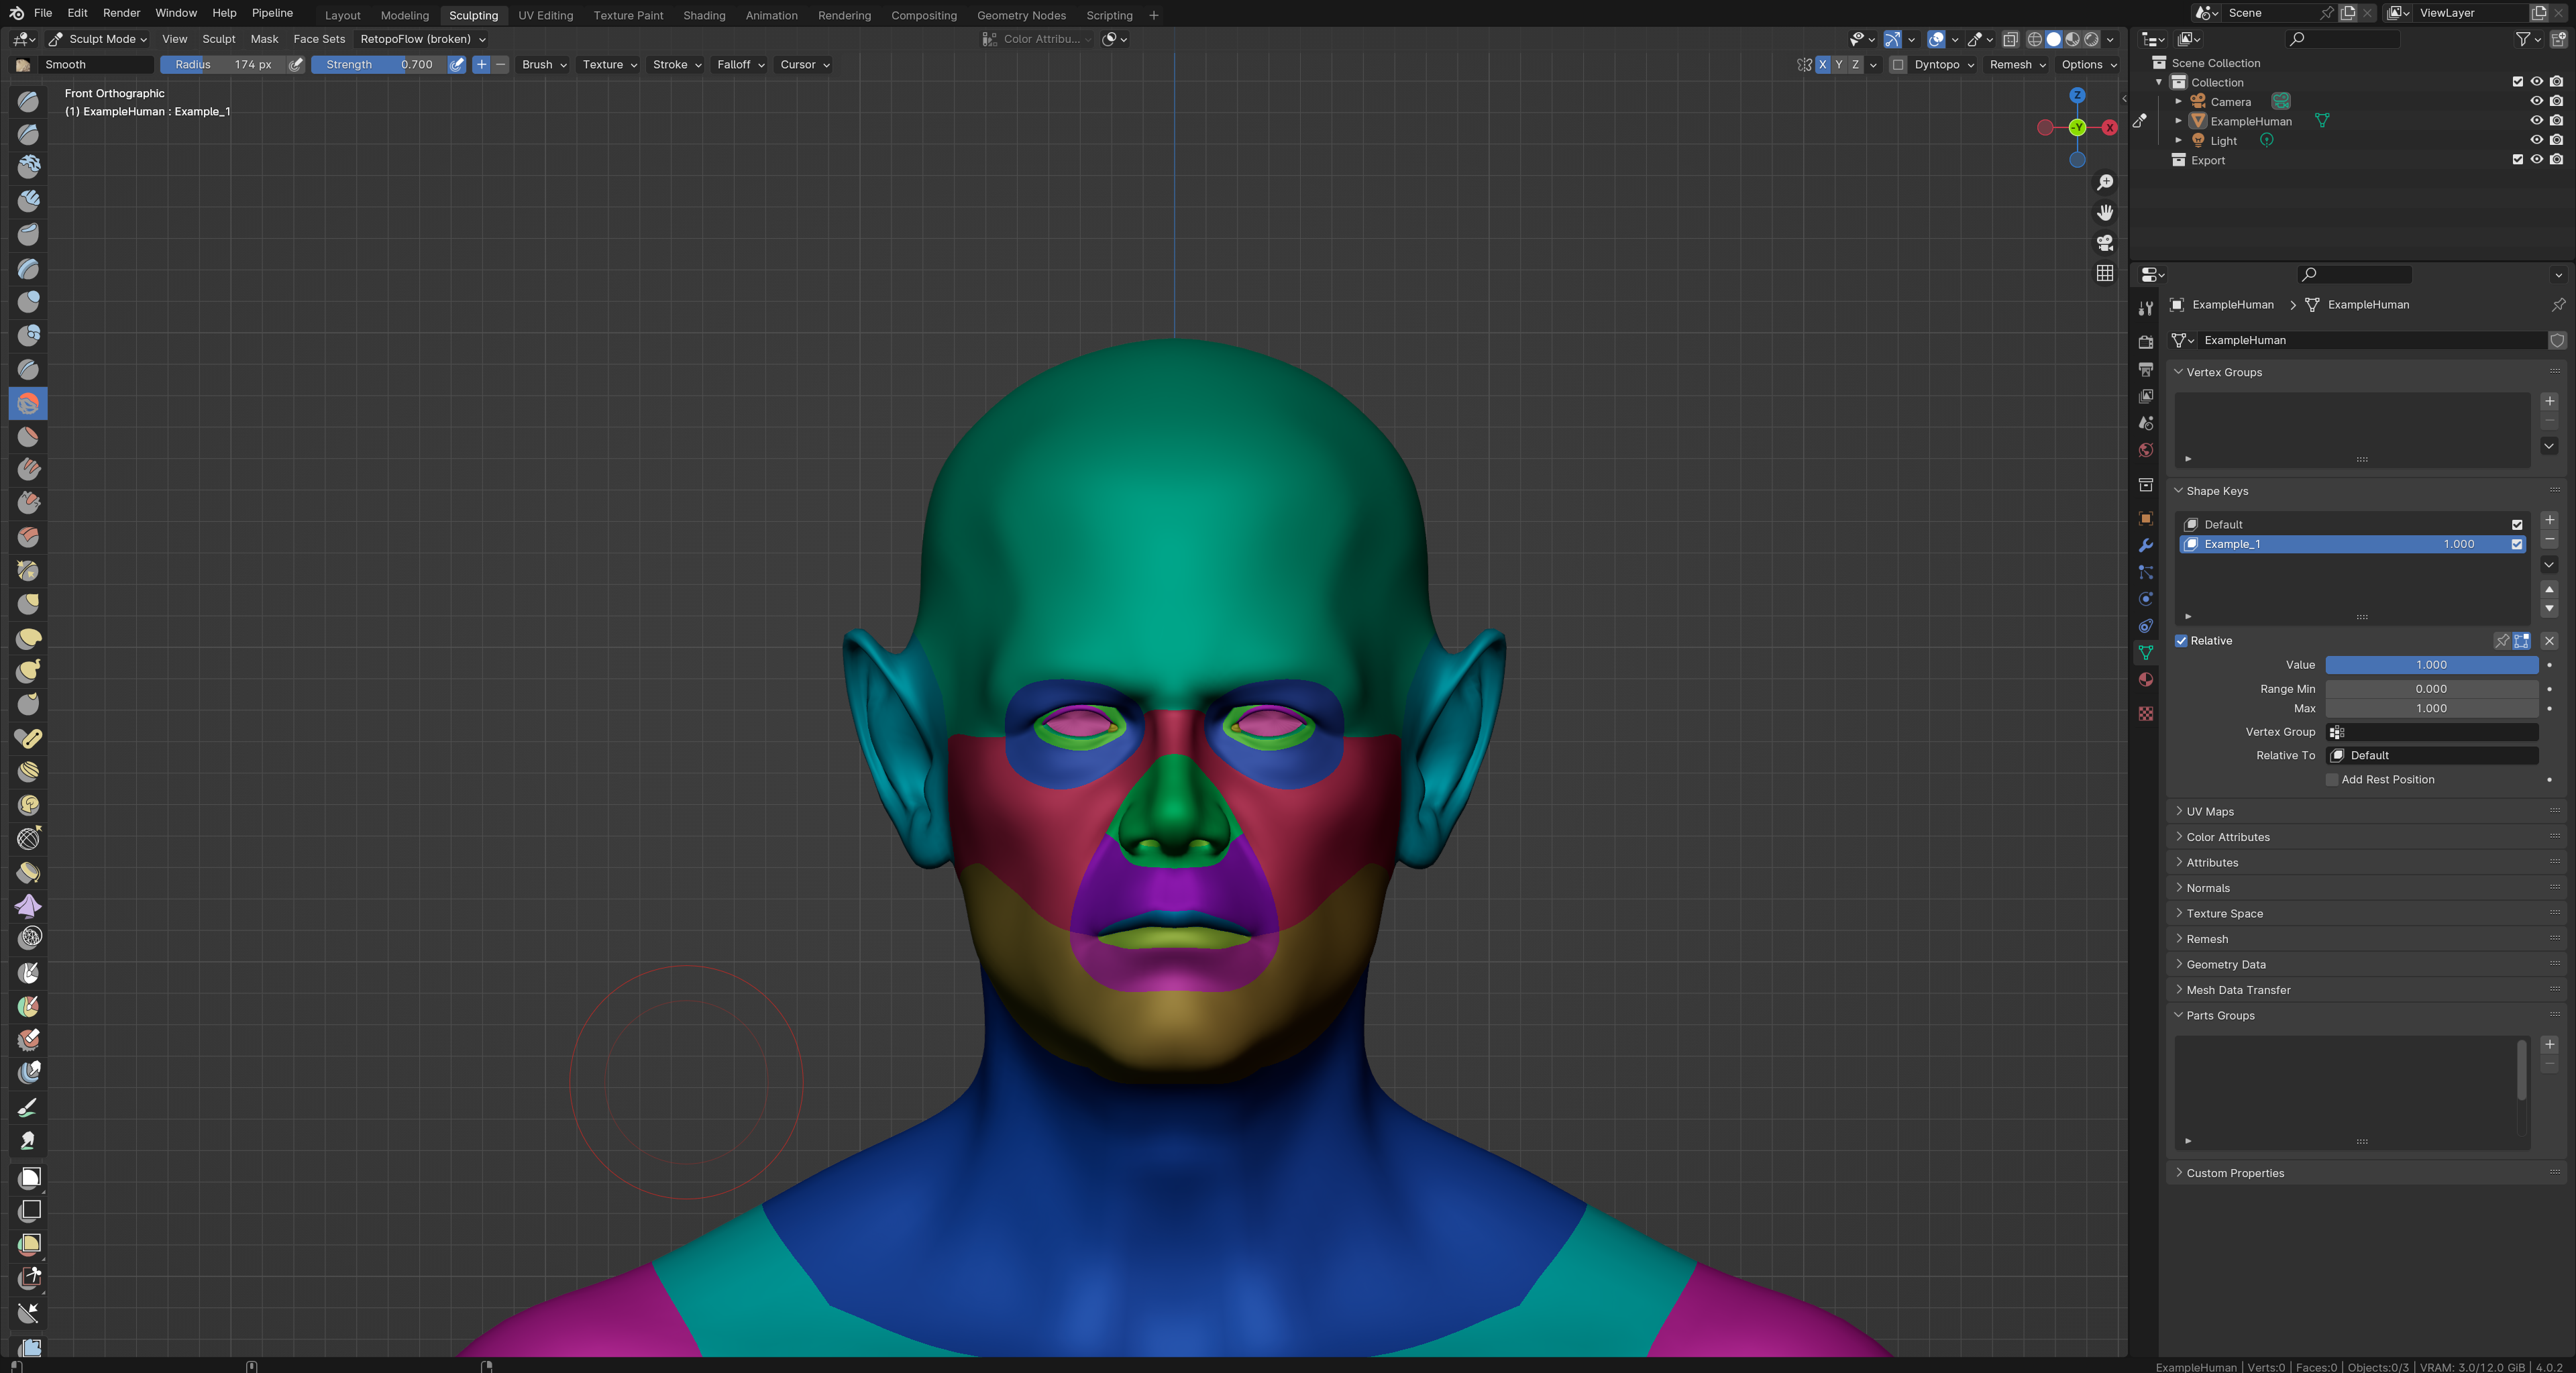 File Edit Render Window Help Pipeline Layout Modeling Sculpting UV Editing Texture Paint Shading Animation Rendering Compositing Geometry Nodes Scripting + Scene ViewLayer
Sculpt Mode View Sculpt Mask Face Sets RetopoFlow (broken) Color Attribu...
Smooth Radius 174 px Strength 0.700 + − Brush Texture Stroke Falloff Cursor X Y Z Dyntopo Remesh Options
Front Orthographic
(1) ExampleHuman : Example_1
Z
-Y
X
Scene Collection
Collection
Camera
ExampleHuman
Light
Export
ExampleHuman > ExampleHuman
ExampleHuman
Vertex Groups
Shape Keys
Default
Example_1 1.000
Relative
Value 1.000
Range Min 0.000
Max 1.000
Vertex Group
Relative To Default
Add Rest Position
UV Maps
Color Attributes
Attributes
Normals
Texture Space
Remesh
Geometry Data
Mesh Data Transfer
Parts Groups
Custom Properties
ExampleHuman | Verts:0 | Faces:0 | Objects:0/3 | VRAM: 3.0/12.0 GiB | 4.0.2